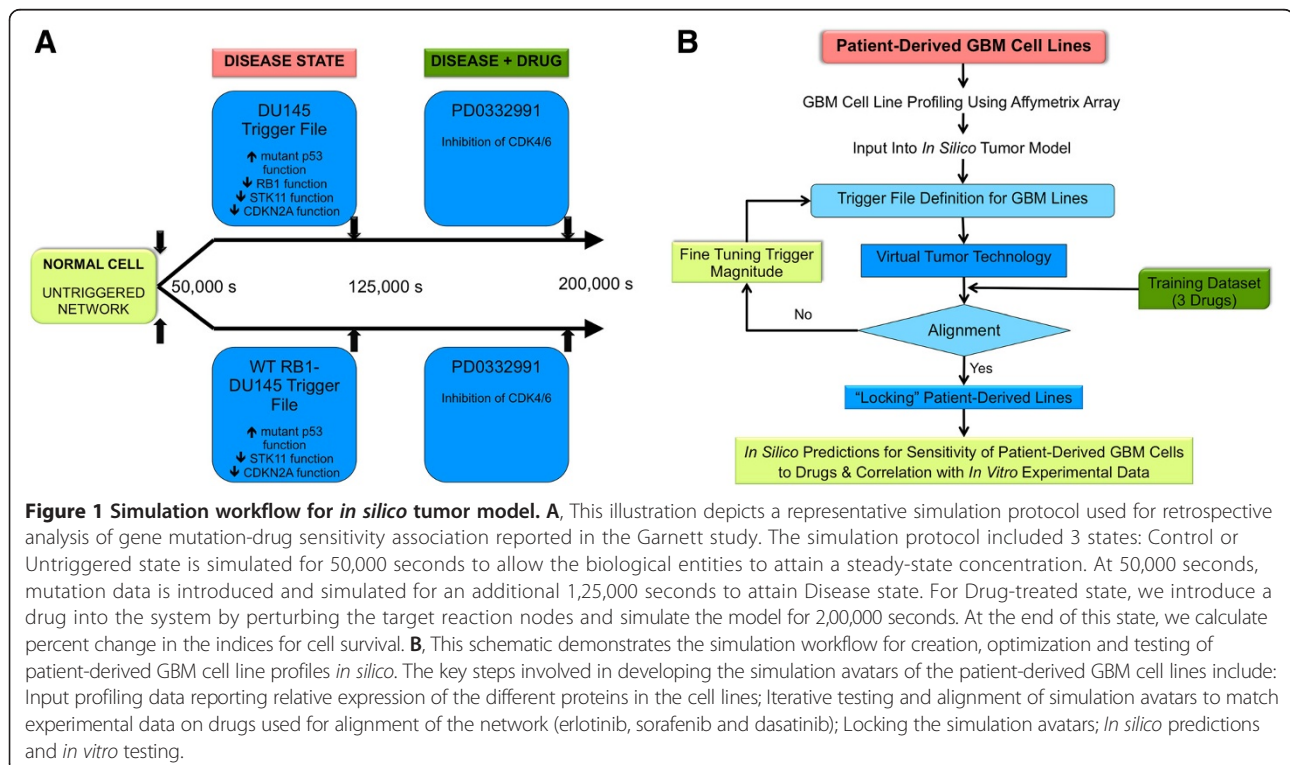 A
DISEASE STATE
DISEASE + DRUG
DU145
Trigger File
↑ mutant p53
function
↓ RB1 function
↓ STK11 function
↓ CDKN2A function
PD0332991
Inhibition of CDK4/6
NORMAL CELL
UNTRIGGERED
NETWORK
50,000 s
125,000 s
200,000 s
WT RB1-
DU145 Trigger
File
↑ mutant p53
function
↓ STK11 function
↓ CDKN2A function
PD0332991
Inhibition of CDK4/6
B
Patient-Derived GBM Cell Lines
GBM Cell Line Profiling Using Affymetrix Array
Input Into In Silico Tumor Model
Trigger File Definition for GBM Lines
Fine Tuning Trigger
Magnitude
Virtual Tumor Technology
Training Dataset
(3 Drugs)
No
Alignment
Yes
"Locking" Patient-Derived Lines
In Silico Predictions for Sensitivity of Patient-Derived GBM Cells
to Drugs & Correlation with In Vitro Experimental Data
Figure 1 Simulation workflow for in silico tumor model. A, This illustration depicts a representative simulation protocol used for retrospective
analysis of gene mutation-drug sensitivity association reported in the Garnett study. The simulation protocol included 3 states: Control or
Untriggered state is simulated for 50,000 seconds to allow the biological entities to attain a steady-state concentration. At 50,000 seconds,
mutation data is introduced and simulated for an additional 1,25,000 seconds to attain Disease state. For Drug-treated state, we introduce a
drug into the system by perturbing the target reaction nodes and simulate the model for 2,00,000 seconds. At the end of this state, we calculate
percent change in the indices for cell survival. B, This schematic demonstrates the simulation workflow for creation, optimization and testing of
patient-derived GBM cell line profiles in silico. The key steps involved in developing the simulation avatars of the patient-derived GBM cell lines include:
Input profiling data reporting relative expression of the different proteins in the cell lines; Iterative testing and alignment of simulation avatars to match
experimental data on drugs used for alignment of the network (erlotinib, sorafenib and dasatinib); Locking the simulation avatars; In silico predictions
and in vitro testing.